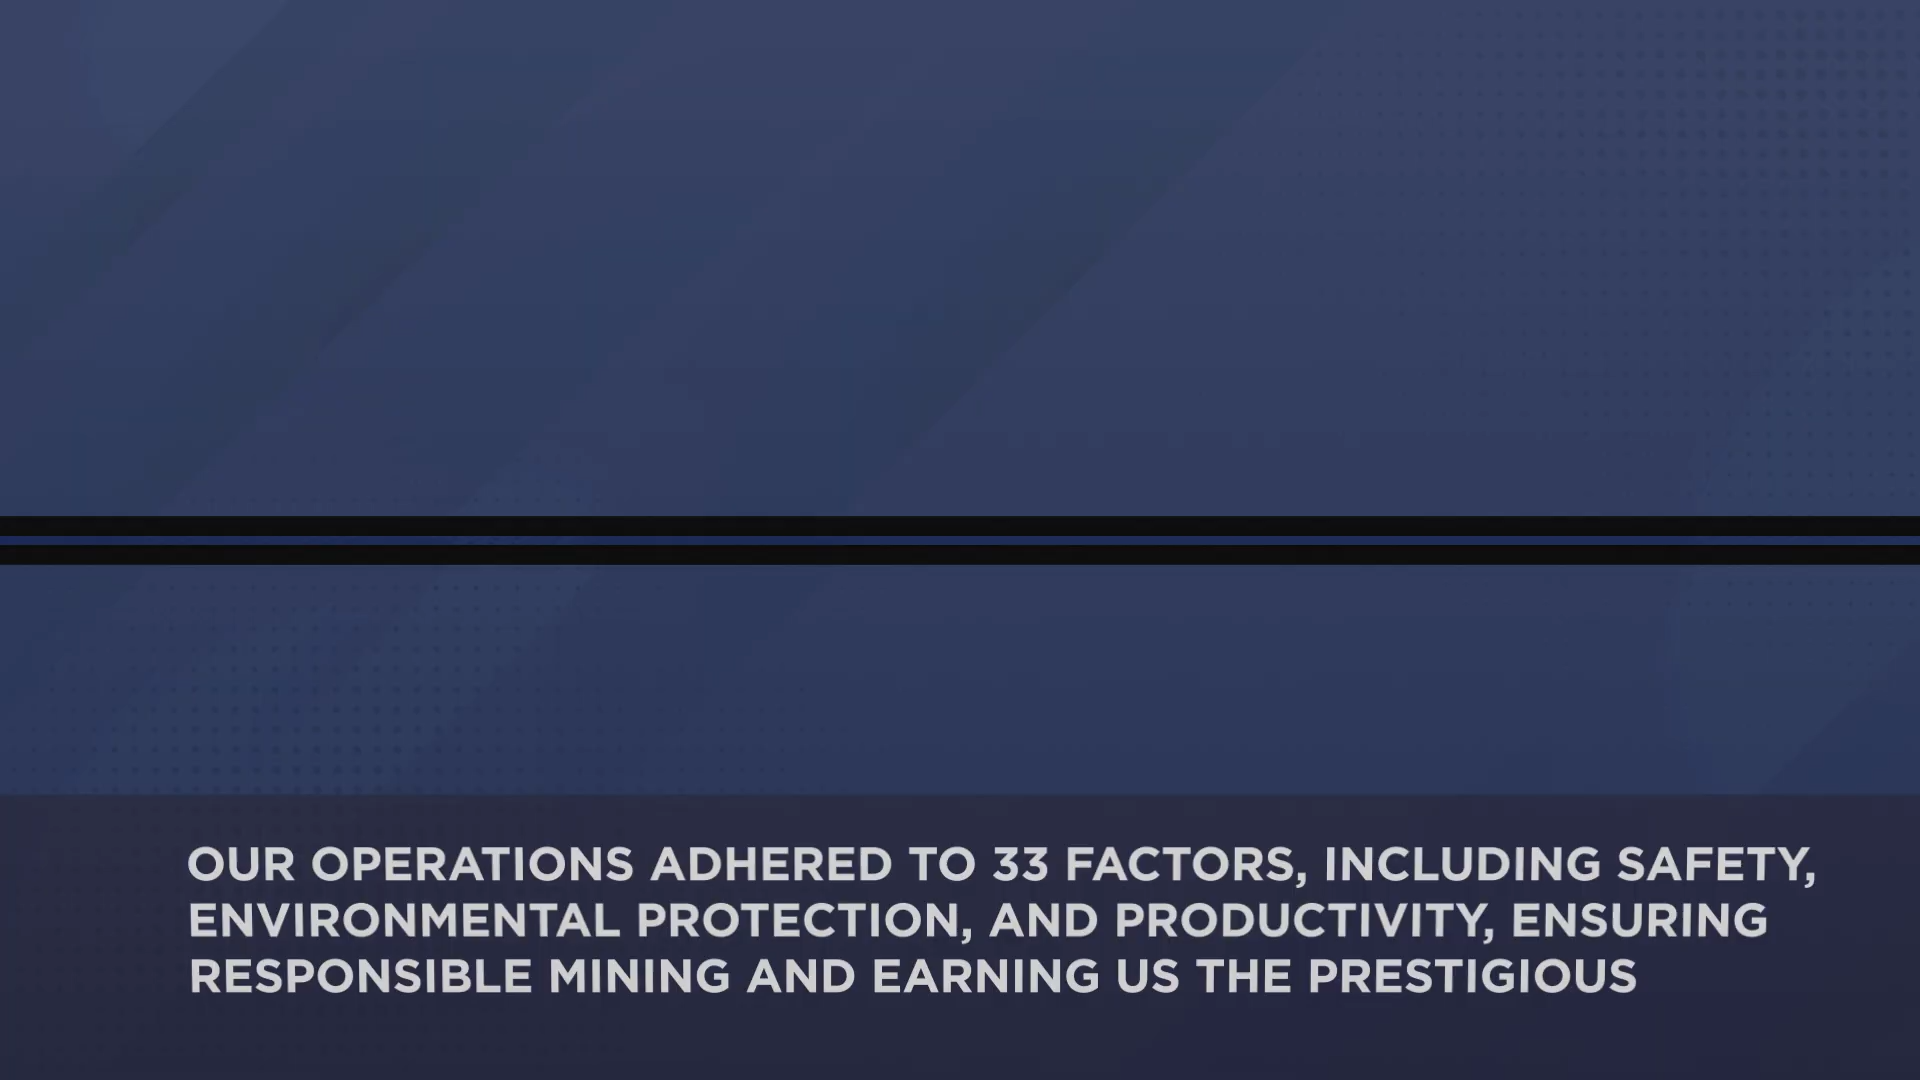 OUR OPERATIONS ADHERED TO 33 FACTORS, INCLUDING SAFETY,
ENVIRONMENTAL PROTECTION, AND PRODUCTIVITY, ENSURING
RESPONSIBLE MINING AND EARNING US THE PRESTIGIOUS